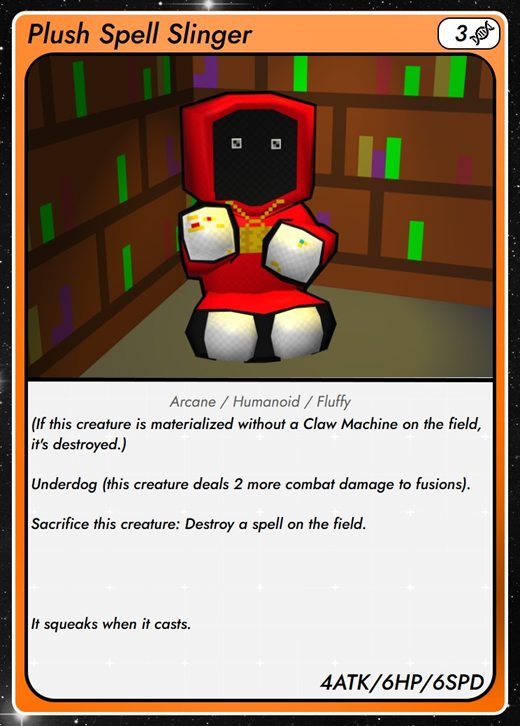 Plush Spell Slinger
3
Arcane / Humanoid / Fluffy
(If this creature is materialized without a Claw Machine on the field,
it's destroyed.)
Underdog (this creature deals 2 more combat damage to fusions).
Sacrifice this creature: Destroy a spell on the field.
It squeaks when it casts.
4ATK/6HP/6SPD